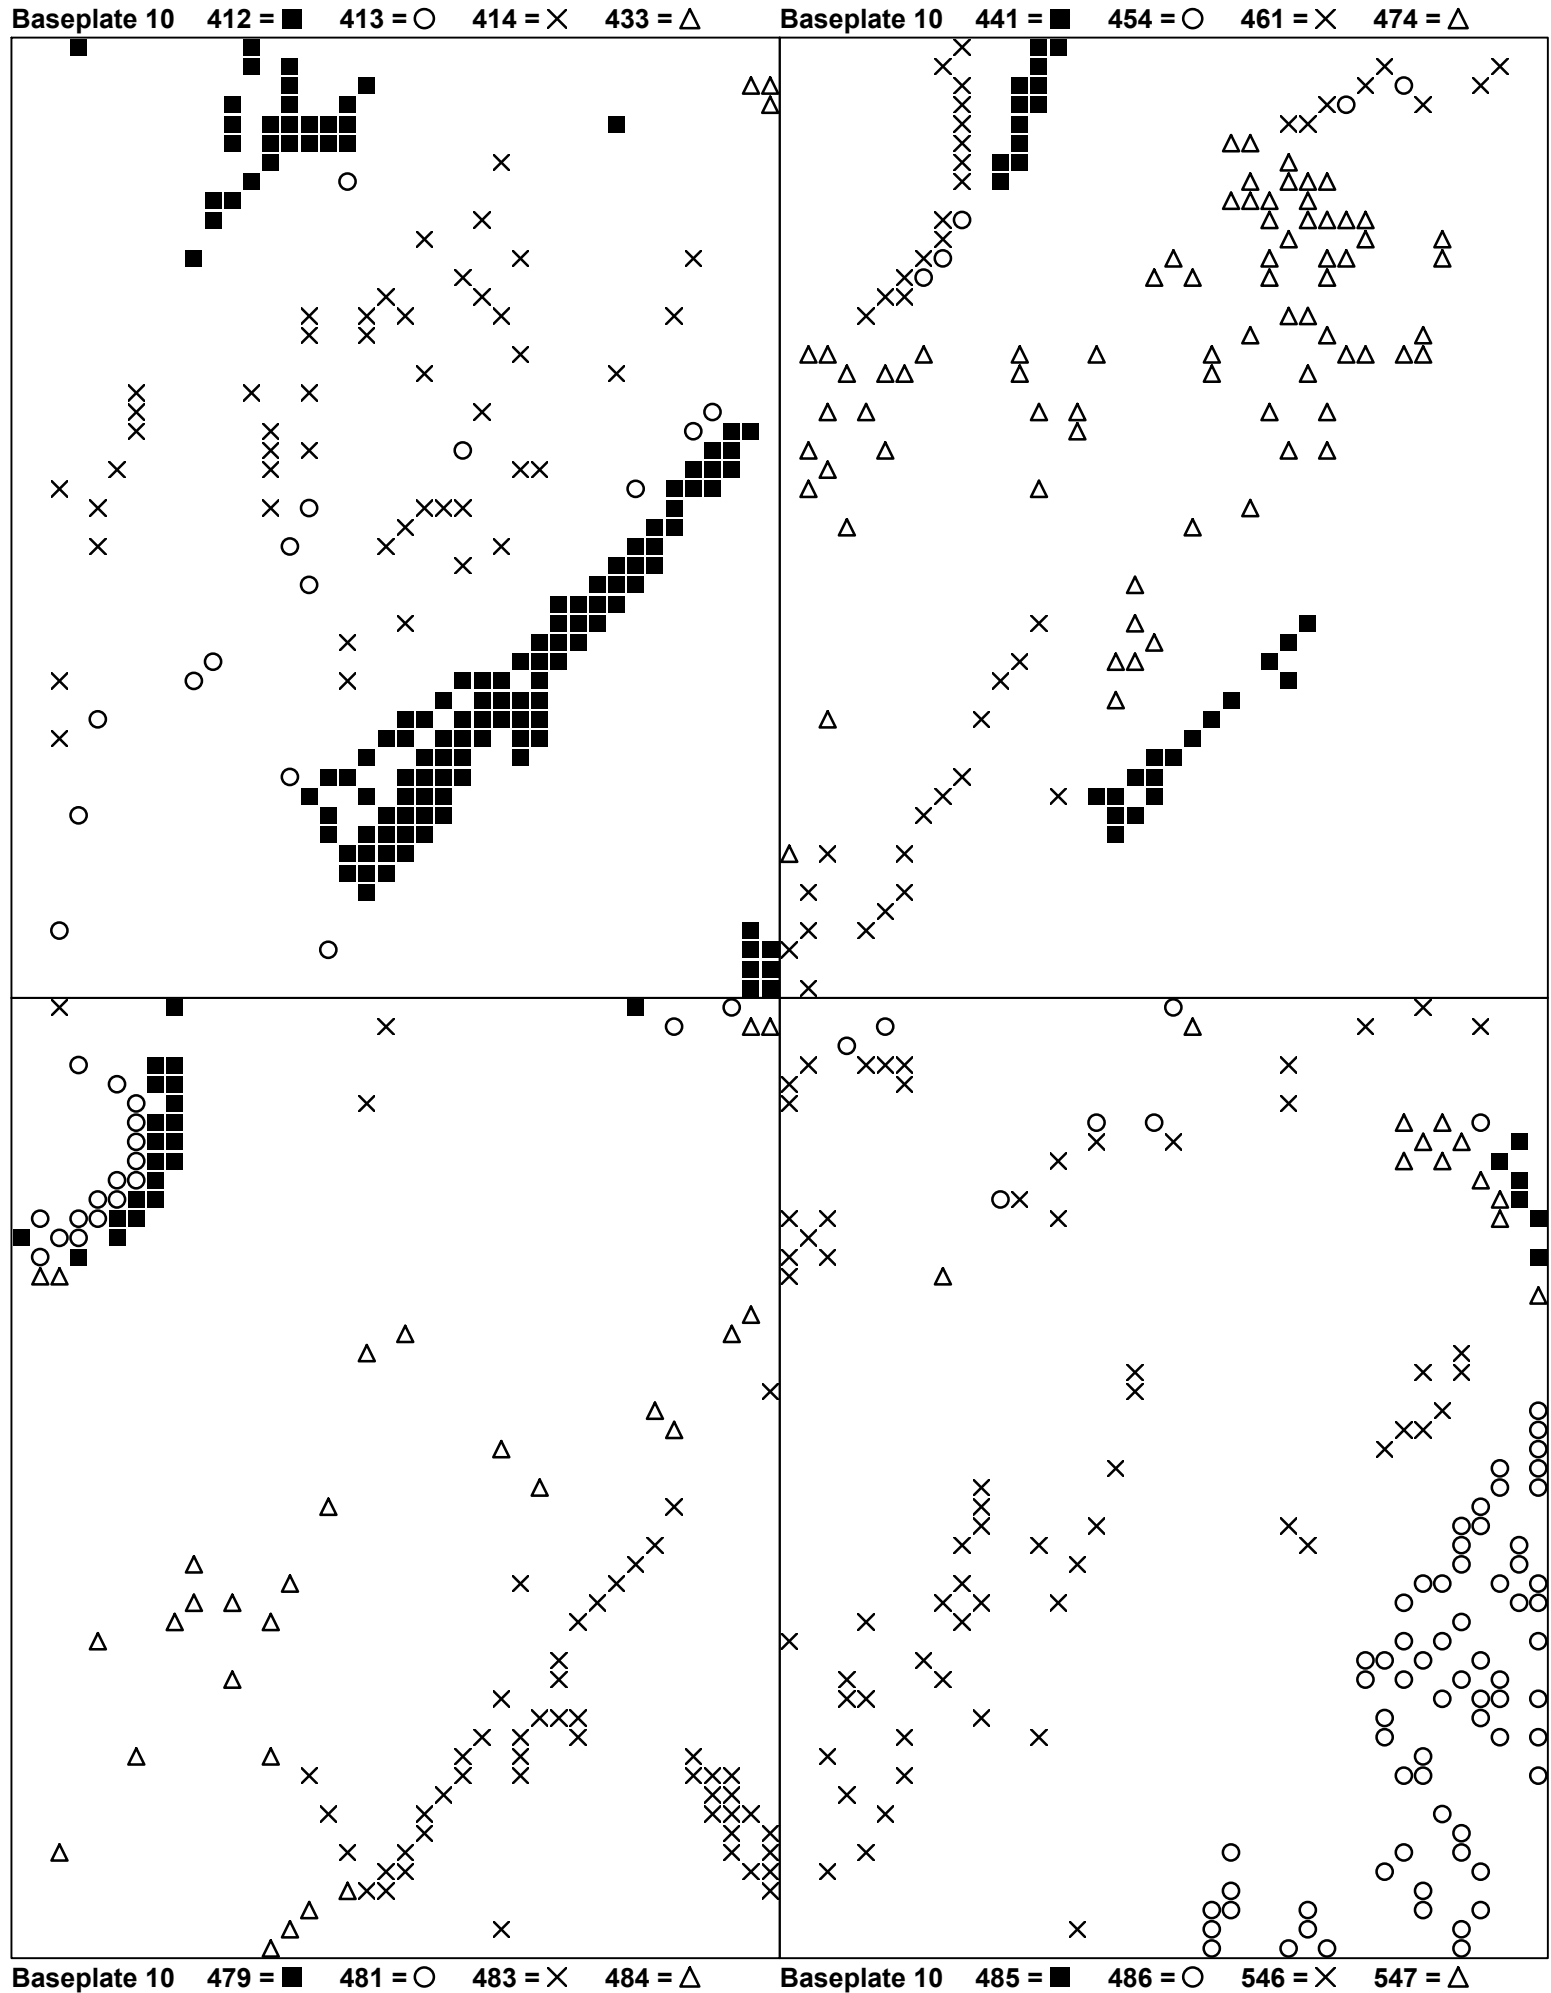 Baseplate 10 412 = ■ 413 = ○ 414 = × 433 = △
Baseplate 10 441 = ■ 454 = ○ 461 = × 474 = △
Baseplate 10 479 = ■ 481 = ○ 483 = × 484 = △
Baseplate 10 485 = ■ 486 = ○ 546 = × 547 = △